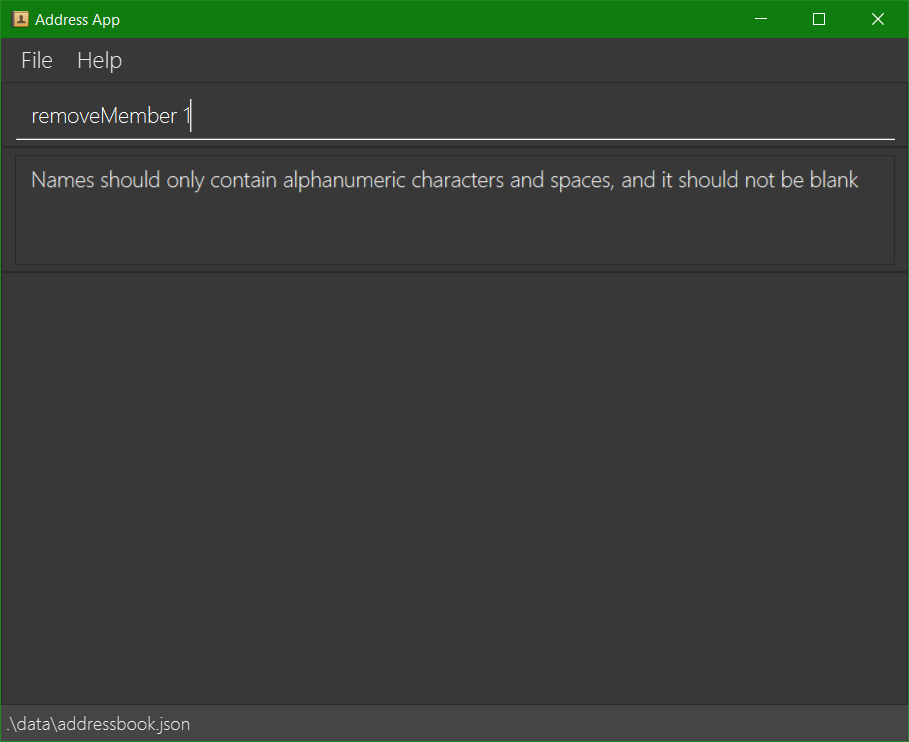 Address App
File Help
removeMember 1
Names should only contain alphanumeric characters and spaces, and it should not be blank
.\data\addressbook.json